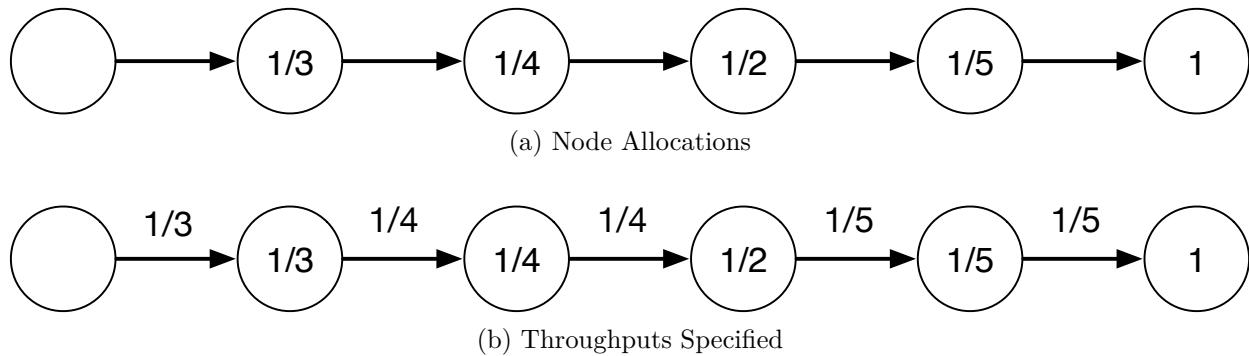 1/3 1/4 1/2 1/5 1
(a) Node Allocations
1/3 1/4 1/4 1/5 1/5
1/3 1/4 1/2 1/5 1
(b) Throughputs Specified